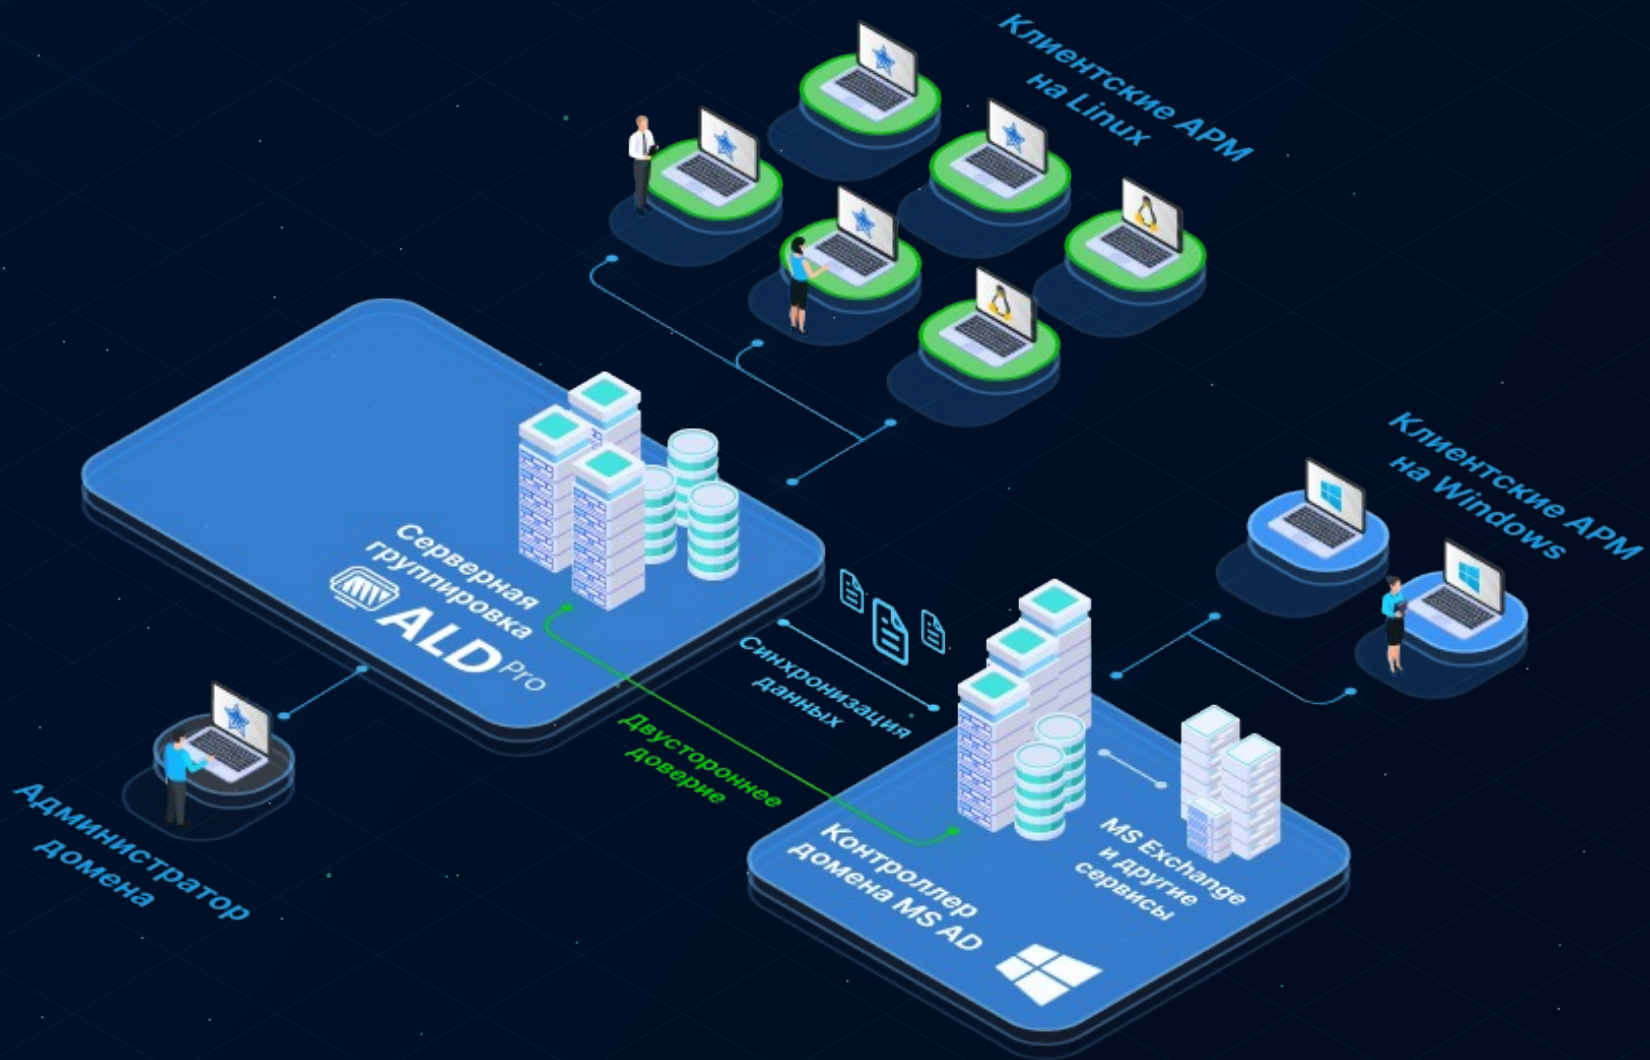 Клиентские АРМ
на Linux
Клиентские АРМ
на Windows
Серверная
группировка
ALD Pro
Синхронизация
данных
Двустороннее
доверие
Администратор
домена
Контроллер
домена MS AD
MS Exchange
и другие
сервисы